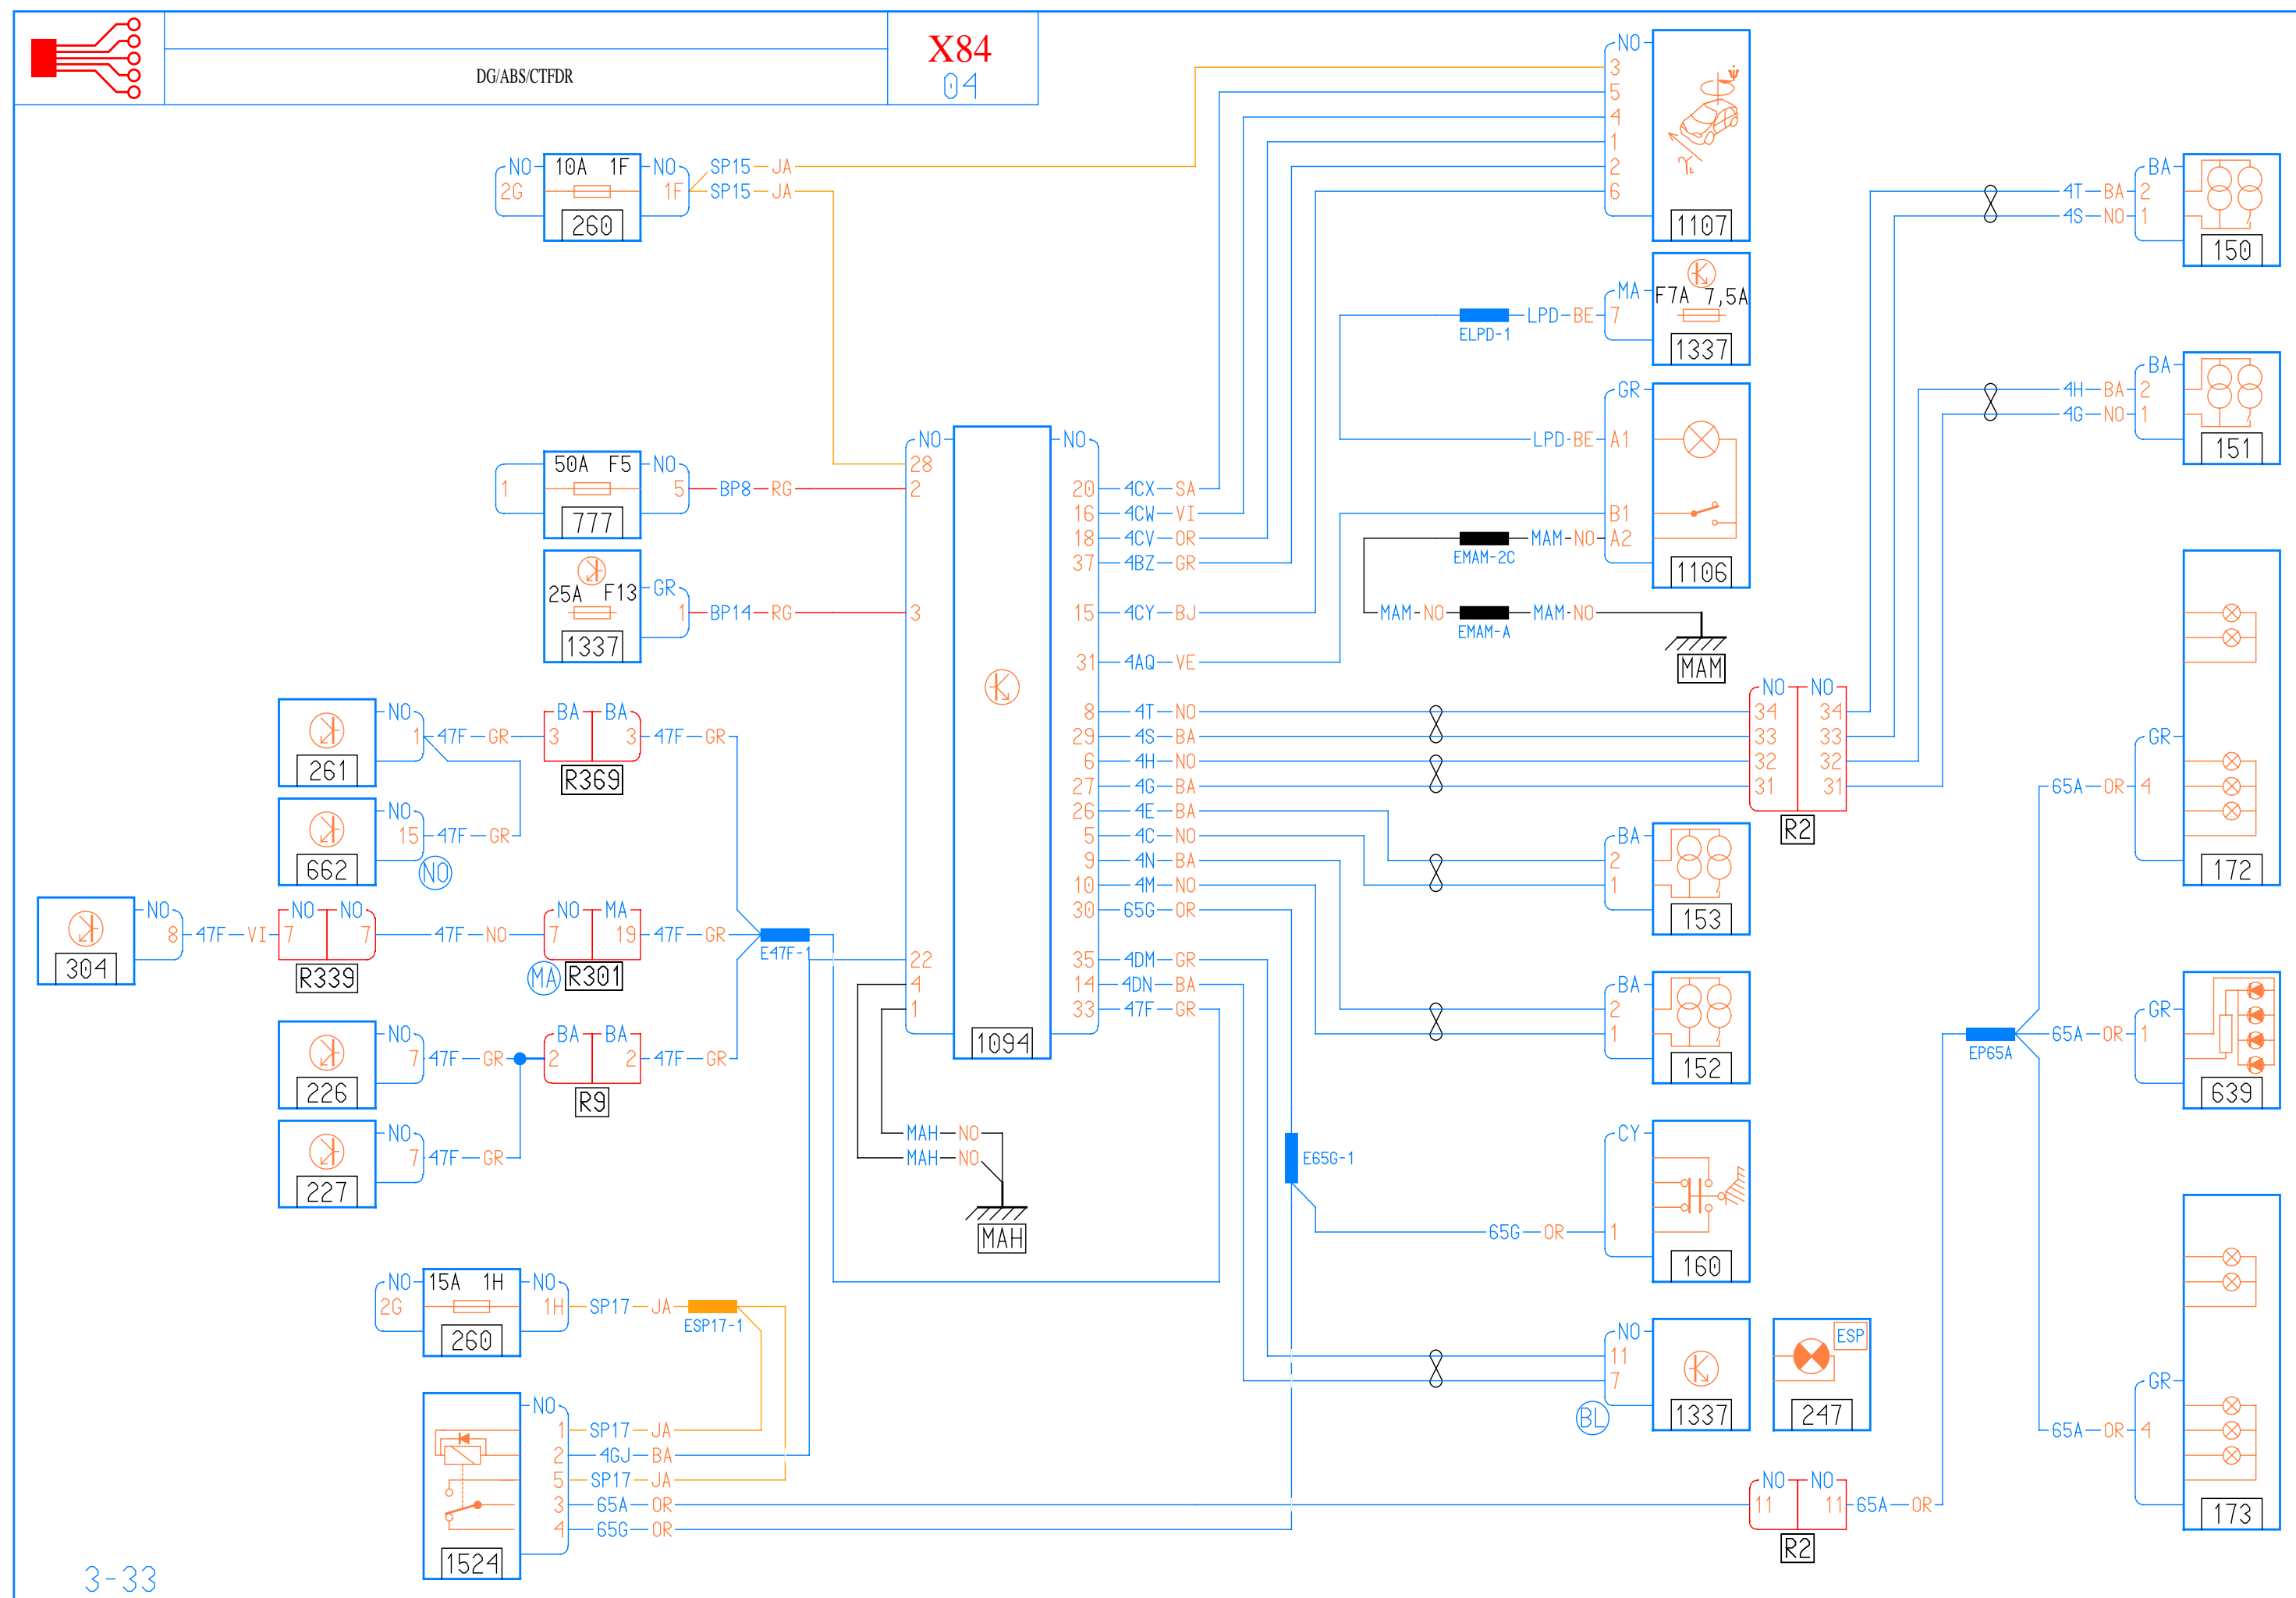 X84
DG/ABS/CTFDR
04
NO 10A 1F NO SP15 JA
2G 1F SP15 JA
260
NO
3
5
4
1
2
6
1107
BA
4T BA 2
4S NO 1
150
MA F7A 7,5A
LPD BE 7
ELPD-1
1337
BA
4H BA 2
4G NO 1
151
GR
LPD BE A1
B1
MAM NO A2
EMAM-2C
1106
MAM NO MAM NO
EMAM-A
MAM
50A F5 NO
1 5 BP8 RG
777
25A F13 GR
1 BP14 RG
1337
NO NO
28
2
3
22
4
1
20 4CX SA
16 4CW VI
18 4CV OR
37 4BZ GR
15 4CY BJ
31 4AQ VE
8 4T NO
29 4S BA
6 4H NO
27 4G BA
26 4E BA
5 4C NO
9 4N BA
10 4M NO
30 65G OR
35 4DM GR
14 4DN BA
33 47F GR
1094
NO NO
34 34
33 33
32 32
31 31
R2
NO BA BA
1 47F GR 3 3 47F GR
261 R369
NO
15 47F GR
662 NO
NO NO NO NO MA
8 47F VI 7 7 47F NO 7 19 47F GR
E47F-1
304 R339 MA R301
NO BA BA
7 47F GR 2 2 47F GR
226 R9
NO
7 47F GR
227
MAH NO
MAH NO
MAH
BA
2
1
153
BA
2
1
152
E65G-1
CY
65G OR 1
160
NO
11
7
BL 1337
ESP
247
GR
65A OR 4
172
GR
65A OR 1
EP65A
639
GR
65A OR 4
173
NO 15A 1H NO
2G 1H SP17 JA
ESP17-1
260
NO
1 SP17 JA
2 4GJ BA
5 SP17 JA
3 65A OR
4 65G OR
1524
NO NO
11 11 65A OR
R2
3-33